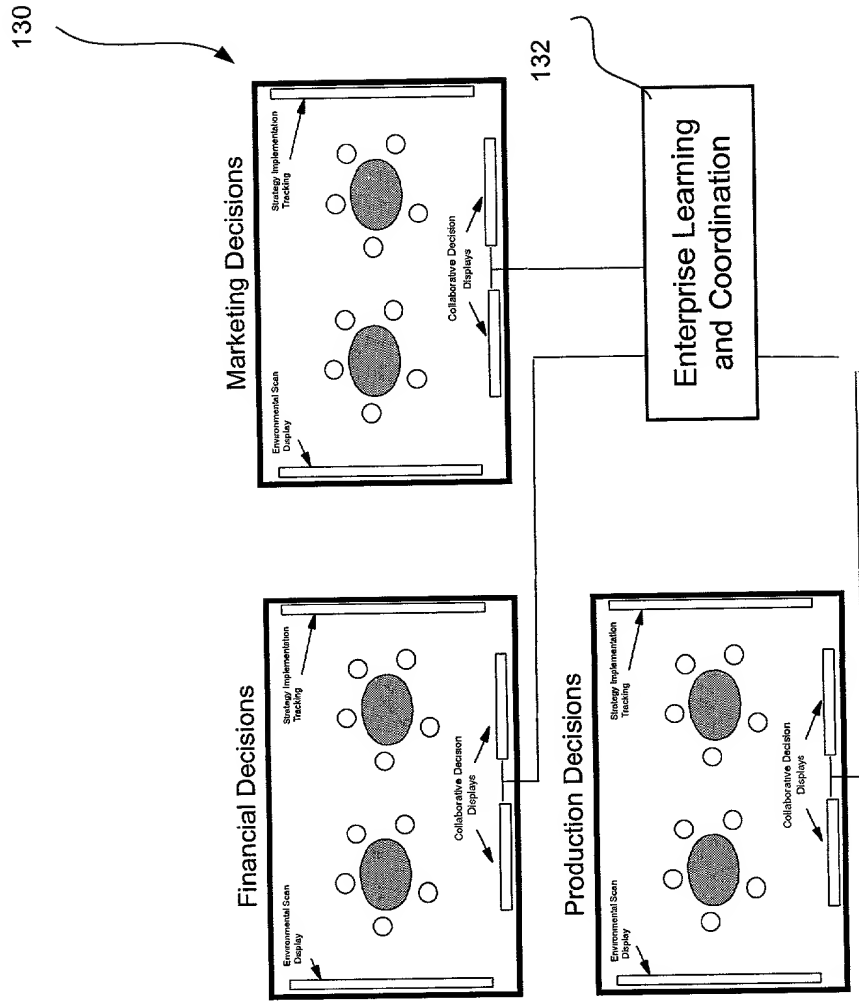 130
132
Marketing Decisions
Environmental Scan
Display
Strategy Implementation
Tracking
Collaborative Decision
Displays
Enterprise Learning
and Coordination
Financial Decisions
Environmental Scan
Display
Strategy Implementation
Tracking
Collaborative Decision
Displays
Production Decisions
Environmental Scan
Display
Strategy Implementation
Tracking
Collaborative Decision
Displays